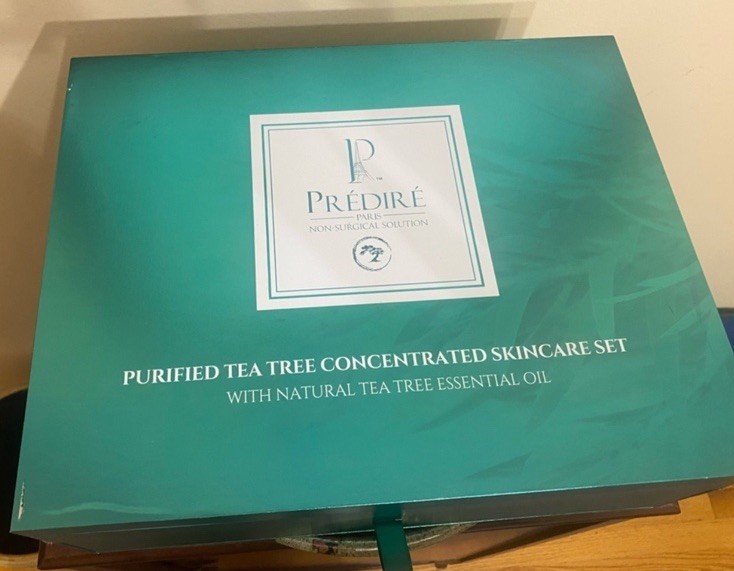 P
PRÉDIRÉ
PARIS
NON-SURGICAL SOLUTION
PURIFIED TEA TREE CONCENTRATED SKINCARE SET
WITH NATURAL TEA TREE ESSENTIAL OIL